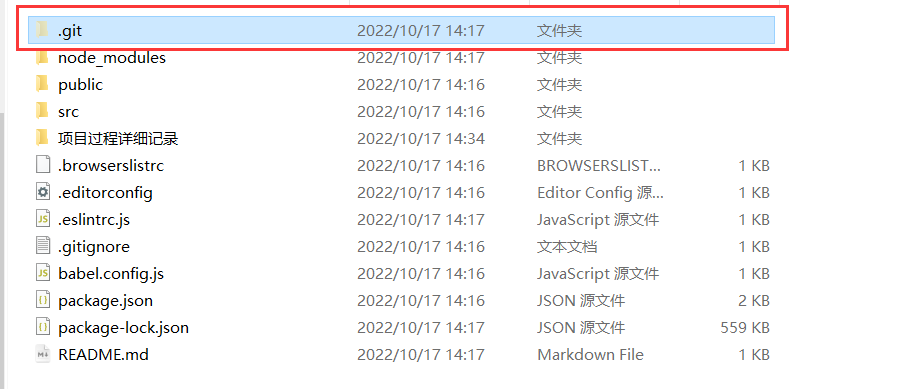 .git 2022/10/17 14:17 文件夹
node_modules 2022/10/17 14:17 文件夹
public 2022/10/17 14:16 文件夹
src 2022/10/17 14:16 文件夹
项目过程详细记录 2022/10/17 14:34 文件夹
.browserslistrc 2022/10/17 14:16 BROWSERSLIST... 1 KB
.editorconfig 2022/10/17 14:16 Editor Config 源... 1 KB
.eslintrc.js 2022/10/17 14:17 JavaScript 源文件 1 KB
.gitignore 2022/10/17 14:16 文本文档 1 KB
babel.config.js 2022/10/17 14:16 JavaScript 源文件 1 KB
package.json 2022/10/17 14:16 JSON 源文件 2 KB
package-lock.json 2022/10/17 14:17 JSON 源文件 559 KB
README.md 2022/10/17 14:17 Markdown File 1 KB